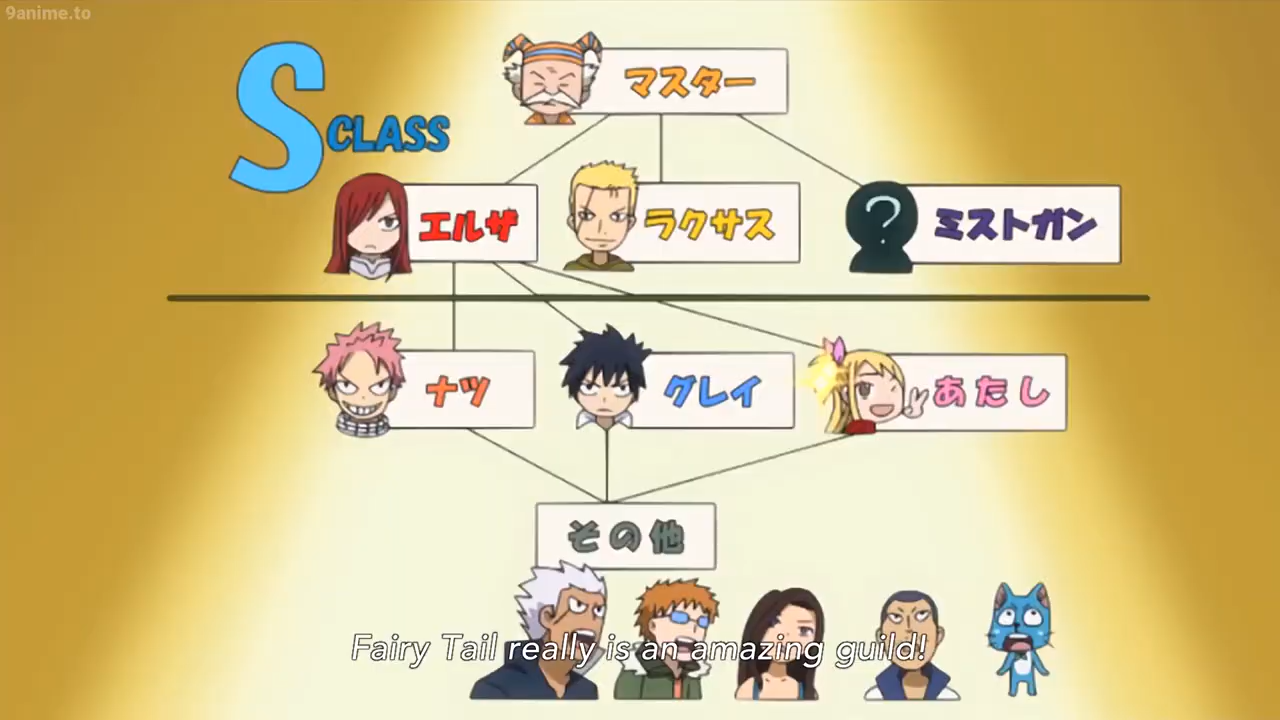 9anime.to
マスター
S CLASS
エルザ
ラクサス
ミストガン
ナツ
グレイ
あたし
その他
Fairy Tail really is an amazing guild!